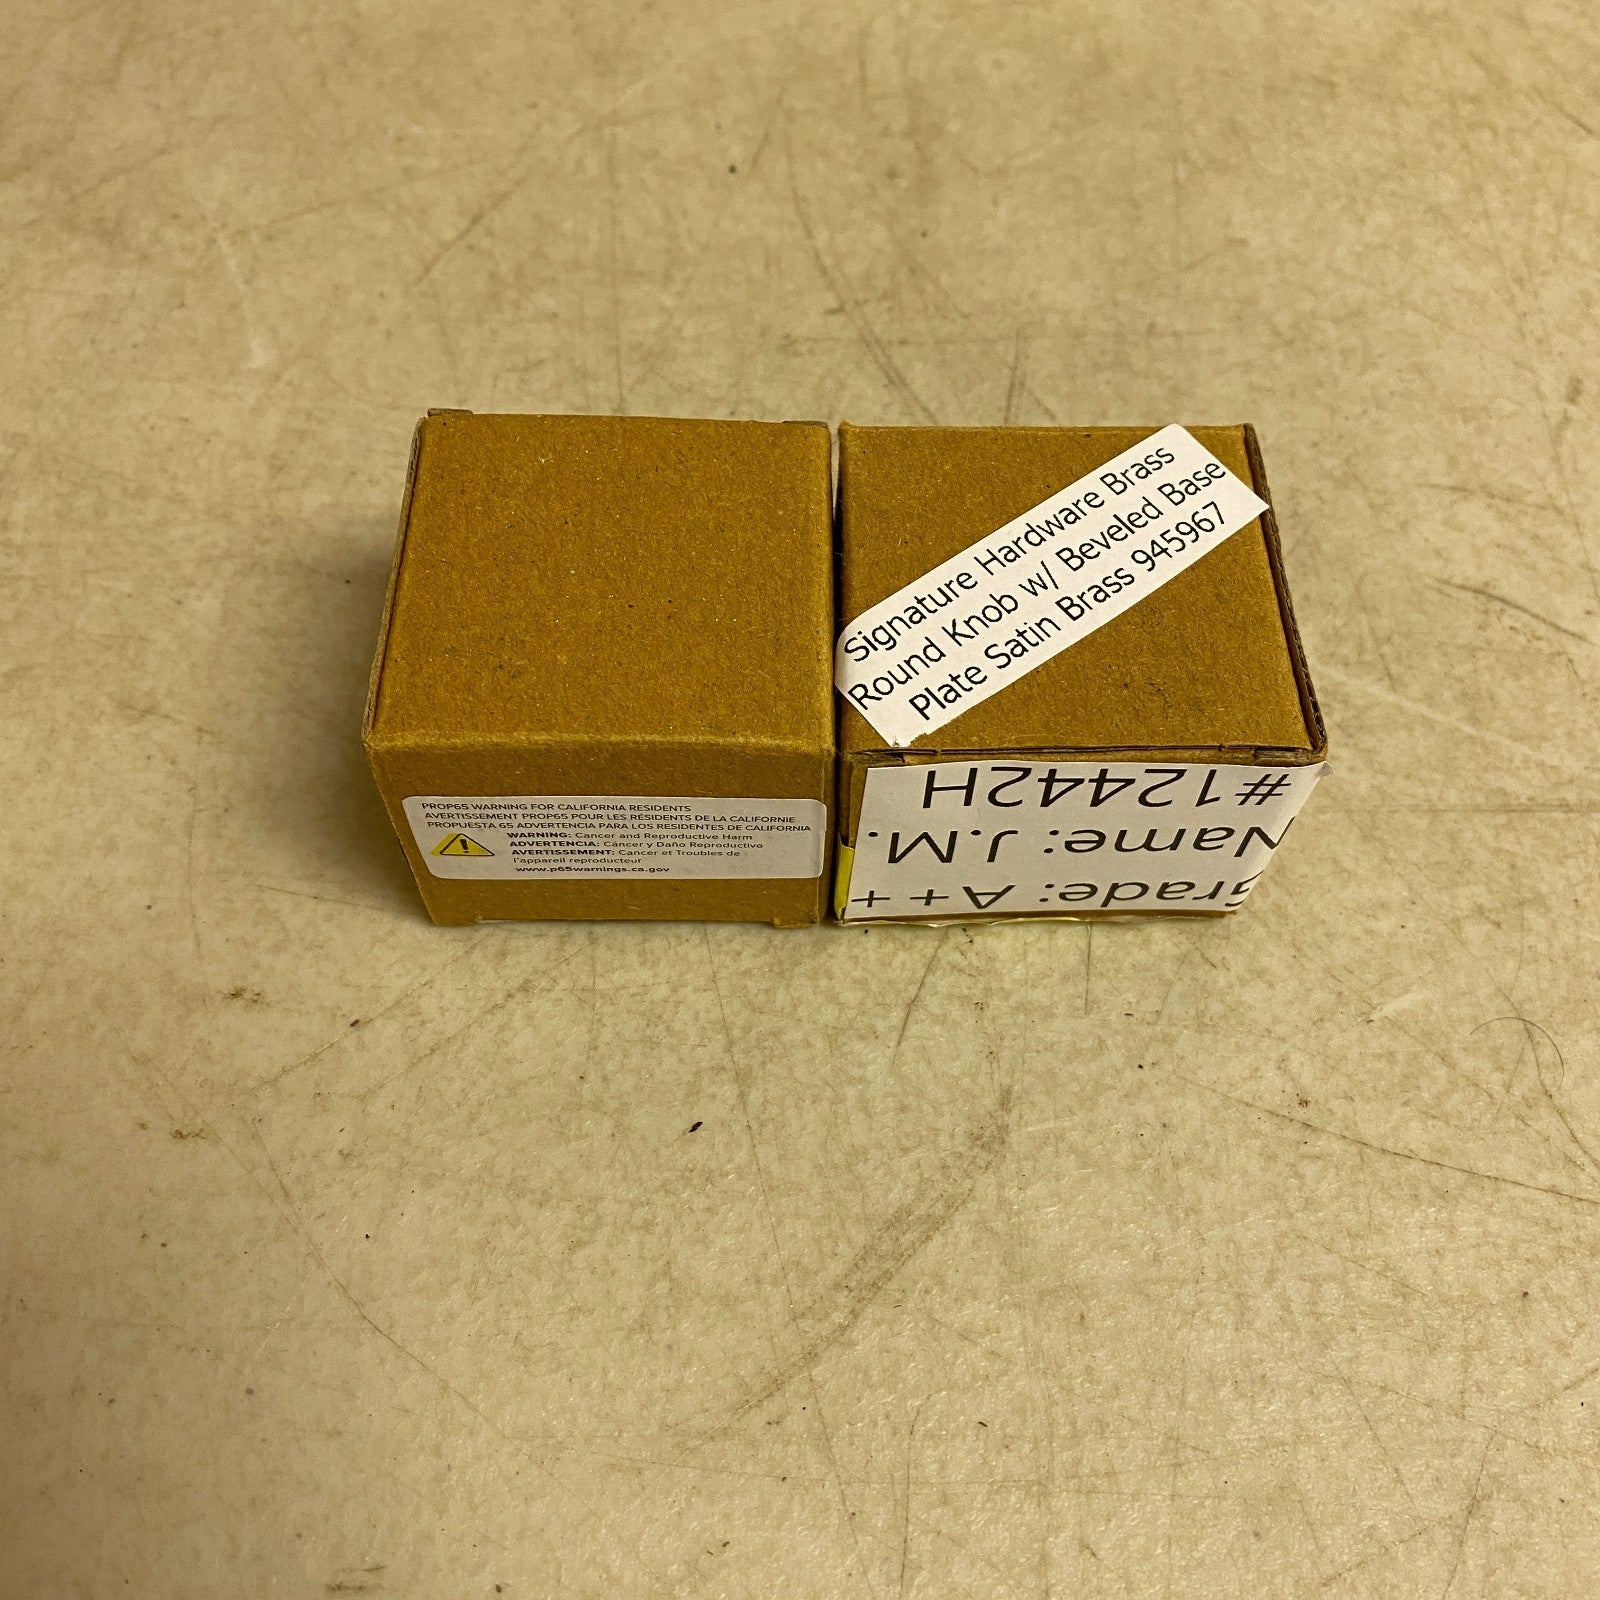 Signature Hardware Brass
Round Knob w/ Beveled Base
Plate Satin Brass 945967
PROP65 WARNING FOR CALIFORNIA RESIDENTS
AVERTISSEMENT PROP65 POUR LES RÉSIDENTS DE LA CALIFORNIE
PROPUESTA 65 ADVERTENCIA PARA LOS RESIDENTES DE CALIFORNIA
WARNING: Cancer and Reproductive Harm
ADVERTENCIA: Cáncer y Daño Reproductivo
AVERTISSEMENT: Cancer et Troubles de
l'appareil reproducteur
www.p65warnings.ca.gov
Grade: A++
Name: J.M.
#12442H